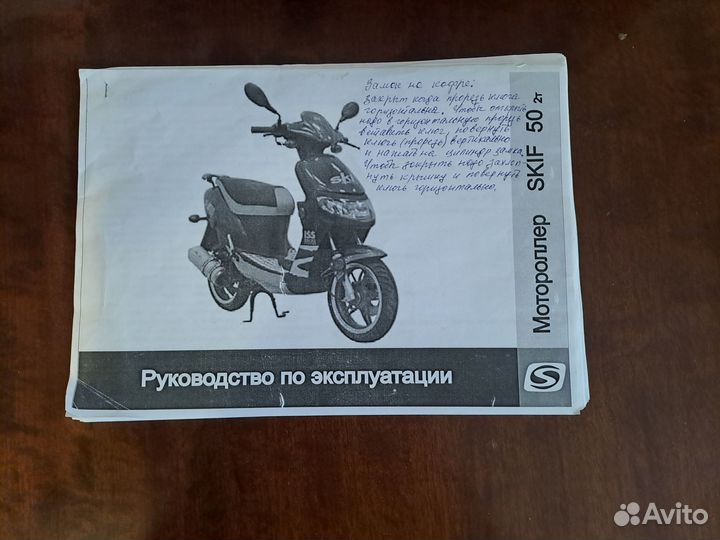 Замок на кофре:
Закрыт когда прорезь ключа
горизонтальна. Чтобы открыть
надо в горизонтальную прорезь
вставить ключ, повернуть
ключ (прорезь) вертикально
и нажать на цилиндр замка.
Чтобы закрыть надо захлоп-
нуть крышку и повернуть
ключ горизонтально.
Мотороллер SKIF 50 2т
ski
ISS
Руководство по эксплуатации
S
Avito